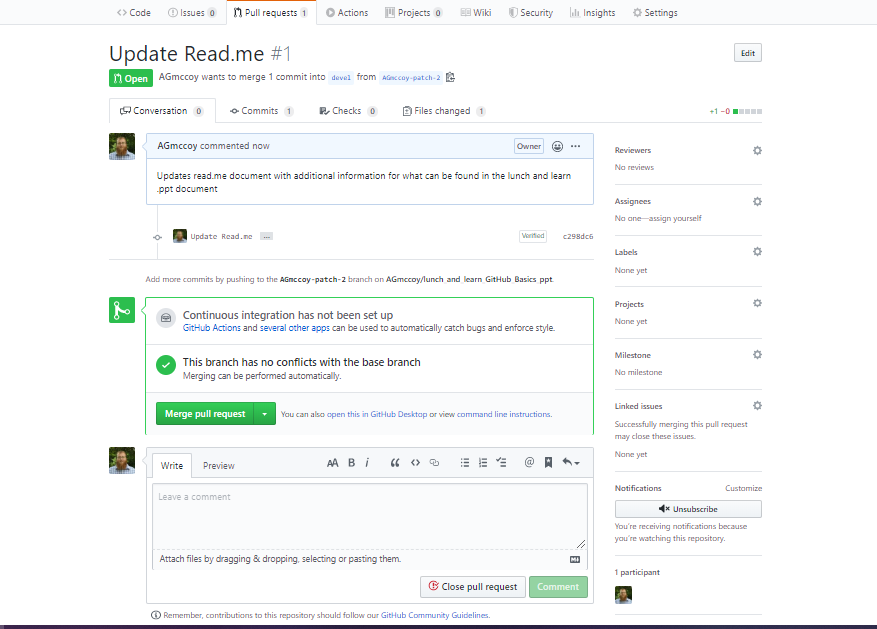 Code Issues 0 Pull requests 1 Actions Projects 0 Wiki Security Insights Settings
Update Read.me #1
Edit
Open AGmccoy wants to merge 1 commit into devel from AGmccoy-patch-2
Conversation 0 Commits 1 Checks 0 Files changed 1
+1 −0
AGmccoy commented now
Owner
Updates read.me document with additional information for what can be found in the lunch and learn
.ppt document
Update Read.me ...
Verified c298dc6
Add more commits by pushing to the AGmccoy-patch-2 branch on AGmccoy/lunch_and_learn_GitHub_Basics_ppt.
Continuous integration has not been set up
GitHub Actions and several other apps can be used to automatically catch bugs and enforce style.
This branch has no conflicts with the base branch
Merging can be performed automatically.
Merge pull request
You can also open this in GitHub Desktop or view command line instructions.
Write Preview
AA B i
Leave a comment
Attach files by dragging & dropping, selecting or pasting them.
Close pull request Comment
Remember, contributions to this repository should follow our GitHub Community Guidelines.
Reviewers
No reviews
Assignees
No one—assign yourself
Labels
None yet
Projects
None yet
Milestone
No milestone
Linked issues
Successfully merging this pull request
may close these issues.
None yet
Notifications Customize
Unsubscribe
You're receiving notifications because
you're watching this repository.
1 participant